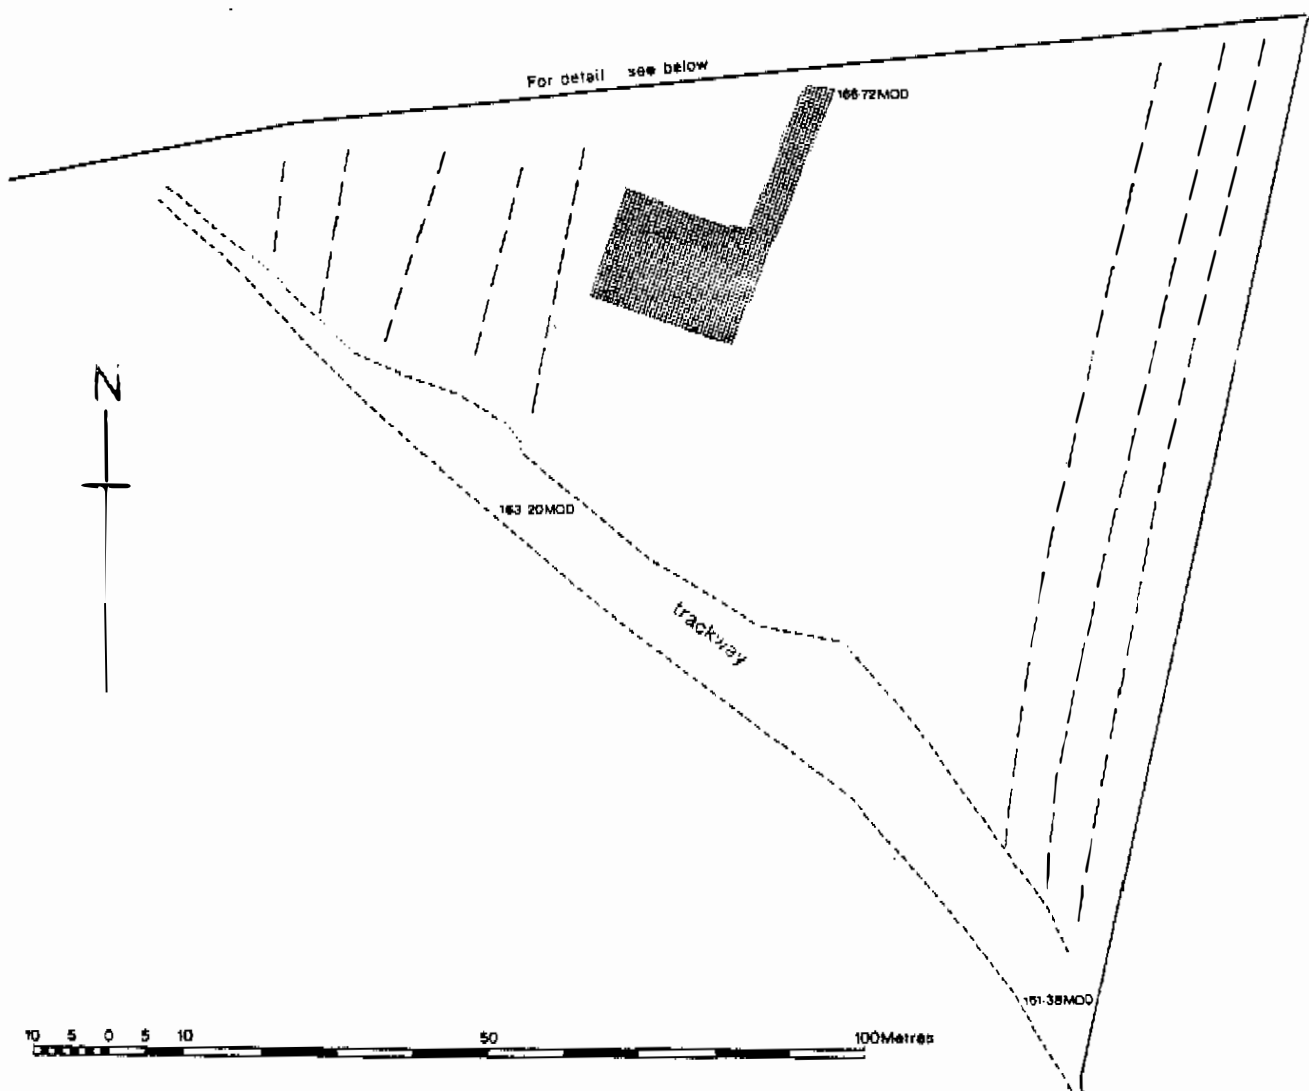 For detail see below
166·72MOD
N
163 20MOD
trackway
161·38MOD
10 5 0 5 10 50 100Metres